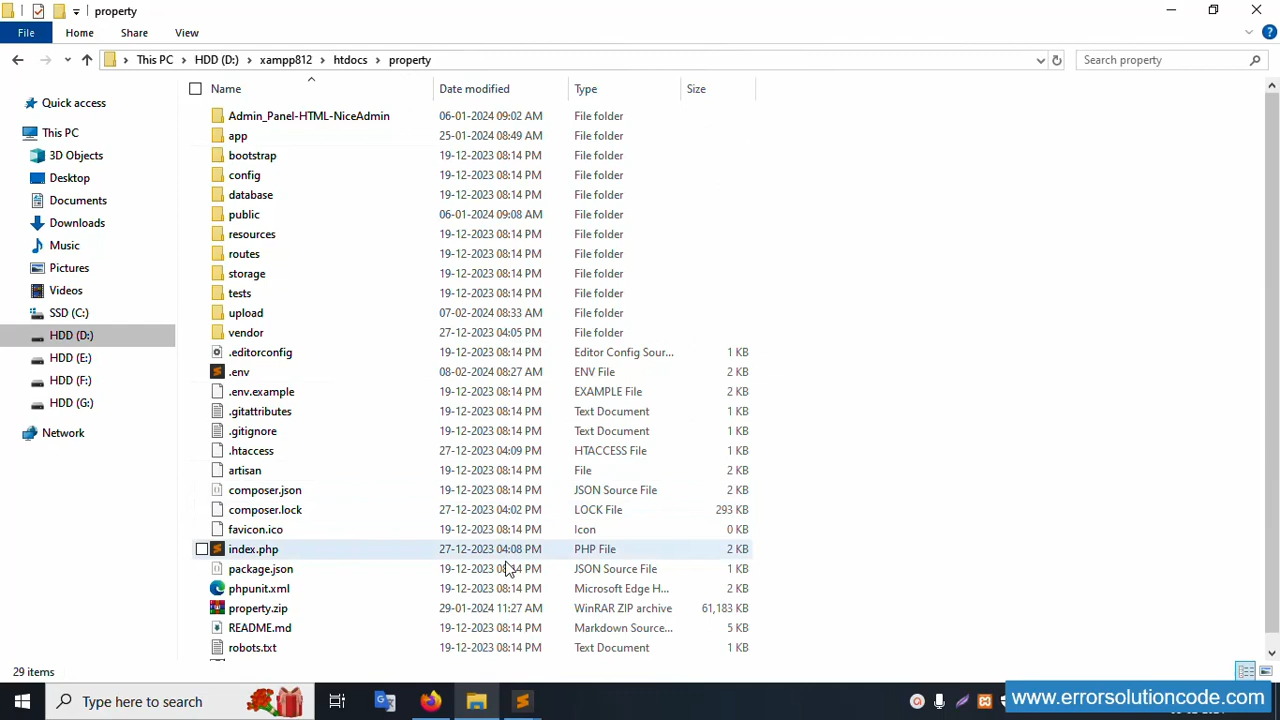 property
File Home Share View
This PC > HDD (D:) > xampp812 > htdocs > property
Search property
Name Date modified Type Size
Quick access
This PC
3D Objects
Desktop
Documents
Downloads
Music
Pictures
Videos
SSD (C:)
HDD (D:)
HDD (E:)
HDD (F:)
HDD (G:)
Network
Admin_Panel-HTML-NiceAdmin 06-01-2024 09:02 AM File folder
app 25-01-2024 08:49 AM File folder
bootstrap 19-12-2023 08:14 PM File folder
config 19-12-2023 08:14 PM File folder
database 19-12-2023 08:14 PM File folder
public 06-01-2024 09:08 AM File folder
resources 19-12-2023 08:14 PM File folder
routes 19-12-2023 08:14 PM File folder
storage 19-12-2023 08:14 PM File folder
tests 19-12-2023 08:14 PM File folder
upload 07-02-2024 08:33 AM File folder
vendor 27-12-2023 04:05 PM File folder
.editorconfig 19-12-2023 08:14 PM Editor Config Sour... 1 KB
.env 08-02-2024 08:27 AM ENV File 2 KB
.env.example 19-12-2023 08:14 PM EXAMPLE File 2 KB
.gitattributes 19-12-2023 08:14 PM Text Document 1 KB
.gitignore 19-12-2023 08:14 PM Text Document 1 KB
.htaccess 27-12-2023 04:09 PM HTACCESS File 1 KB
artisan 19-12-2023 08:14 PM File 2 KB
composer.json 19-12-2023 08:14 PM JSON Source File 2 KB
composer.lock 27-12-2023 04:02 PM LOCK File 293 KB
favicon.ico 19-12-2023 08:14 PM Icon 0 KB
index.php 27-12-2023 04:08 PM PHP File 2 KB
package.json 19-12-2023 08:14 PM JSON Source File 1 KB
phpunit.xml 19-12-2023 08:14 PM Microsoft Edge H... 2 KB
property.zip 29-01-2024 11:27 AM WinRAR ZIP archive 61,183 KB
README.md 19-12-2023 08:14 PM Markdown Source... 5 KB
robots.txt 19-12-2023 08:14 PM Text Document 1 KB
29 items
Type here to search
www.errorsolutioncode.com